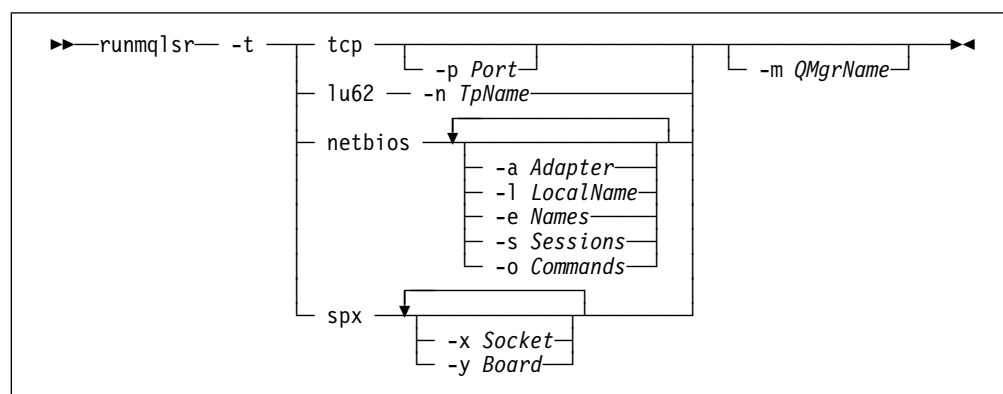 runmqlsr -t tcp
-p Port -m QMgrName
lu62 -n TpName
netbios
-a Adapter
-l LocalName
-e Names
-s Sessions
-o Commands
spx
-x Socket
-y Board